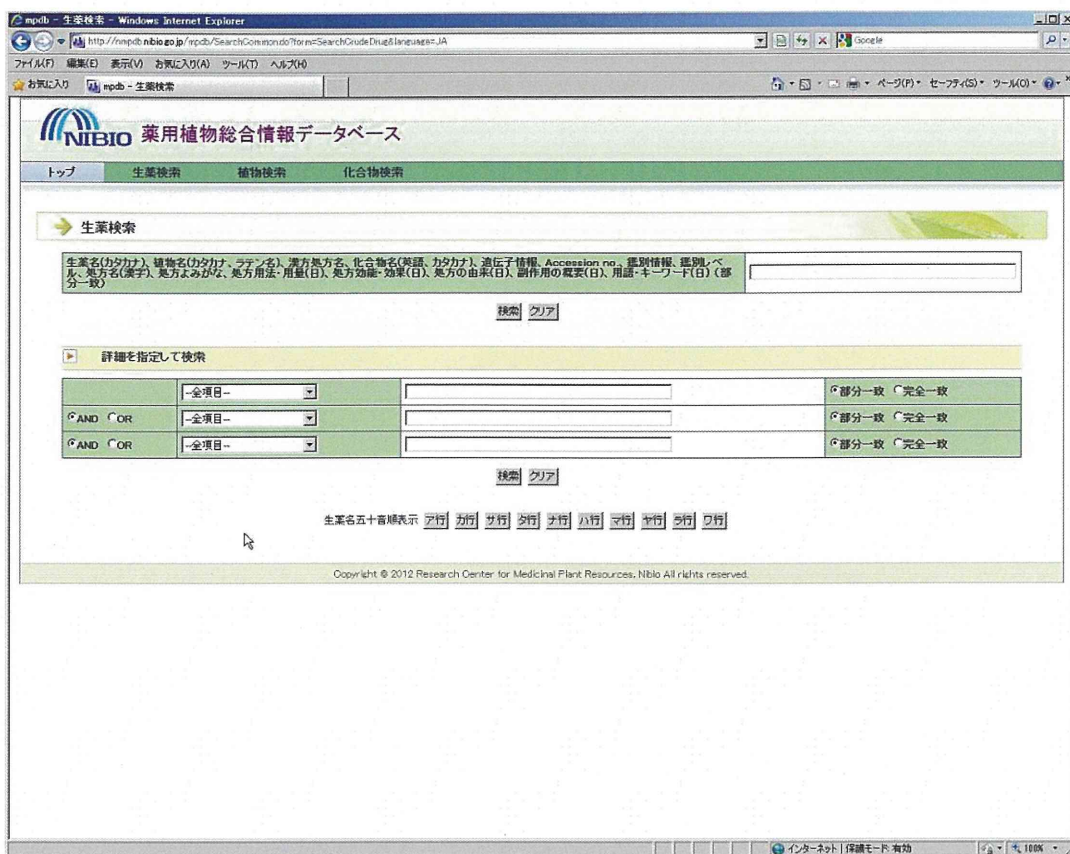 mpdb - 生薬検索 - Windows Internet Explorer
http://mpdb.nibio.go.jp/mpdb/SearchCommon.do?form=SearchCrudeDrug&language=JA
Google
ファイル(F) 編集(E) 表示(V) お気に入り(A) ツール(T) ヘルプ(H)
お気に入り mpdb - 生薬検索 ページ(P) セーフティ(S) ツール(O)
NIBIO 薬用植物総合情報データベース
トップ 生薬検索 植物検索 化合物検索
生薬検索
生薬名(カタカナ)、植物名(カタカナ、ラテン名)、漢方処方名、化合物名(英語、カタカナ)、遺伝子情報、Accession no.、鑑別情報、鑑別レベ
ル、処方名(漢字)、処方よみがな、処方用法・用量(日)、処方効能・効果(日)、処方の由来(日)、副作用の概要(日)、用語・キーワード(日) (部
分一致)
検索 クリア
詳細を指定して検索
--全項目-- 部分一致 完全一致
AND OR --全項目-- 部分一致 完全一致
AND OR --全項目-- 部分一致 完全一致
検索 クリア
生薬名五十音順表示 ア行 カ行 サ行 タ行 ナ行 ハ行 マ行 ヤ行 ラ行 ワ行
Copyright © 2012 Research Center for Medicinal Plant Resources, Nibio All rights reserved.
インターネット | 保護モード: 有効 100%